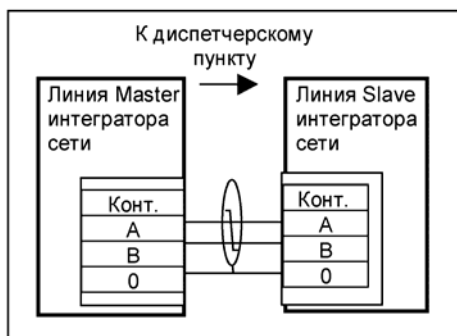 К диспетчерскому
пункту
Линия Master
интегратора
сети
Конт.
A
B
0
Линия Slave
интегратора
сети
Конт.
A
B
0